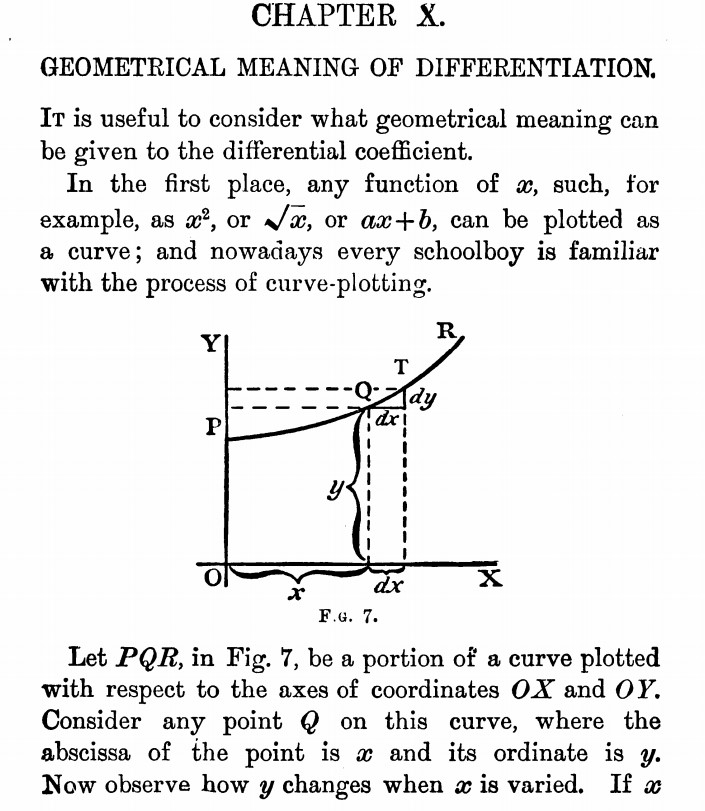 CHAPTER X.
GEOMETRICAL MEANING OF DIFFERENTIATION.
IT is useful to consider what geometrical meaning can
be given to the differential coefficient.
In the first place, any function of x, such, for
example, as x², or √x, or ax+b, can be plotted as
a curve; and nowadays every schoolboy is familiar
with the process of curve-plotting.
Y
R
T
Q
dy
P
dx
y
O
x
dx
X
F.G. 7.
Let PQR, in Fig. 7, be a portion of a curve plotted
with respect to the axes of coordinates OX and OY.
Consider any point Q on this curve, where the
abscissa of the point is x and its ordinate is y.
Now observe how y changes when x is varied. If x